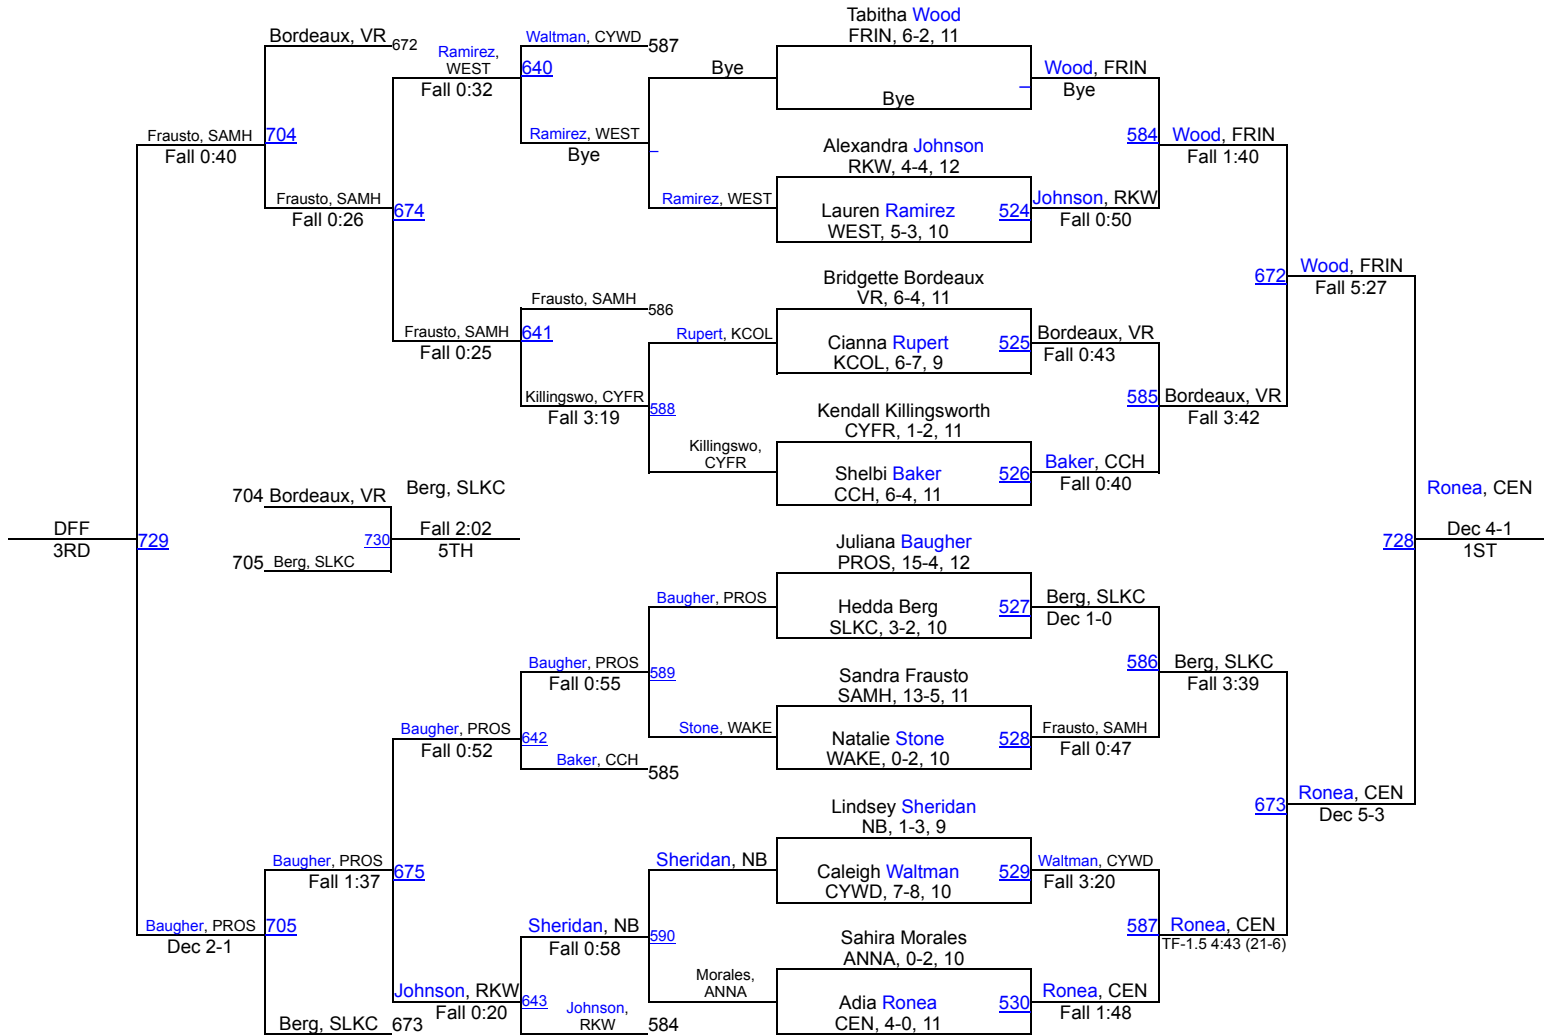 Tabitha Wood
FRIN, 6-2, 11
Bordeaux, VR 672
Ramirez,
WEST
Fall 0:32
Waltman, CYWD 587
640
Bye
Bye
_
Wood, FRIN
Bye
Frausto, SAMH
Fall 0:40
704
Ramirez, WEST
Bye
_
Alexandra Johnson
RKW, 4-4, 12
584
Wood, FRIN
Fall 1:40
Frausto, SAMH
Fall 0:26
674
Ramirez, WEST
Lauren Ramirez
WEST, 5-3, 10
524
Johnson, RKW
Fall 0:50
Bridgette Bordeaux
VR, 6-4, 11
672
Wood, FRIN
Fall 5:27
Frausto, SAMH
586
Frausto, SAMH
Fall 0:25
641
Rupert, KCOL
Cianna Rupert
KCOL, 6-7, 9
525
Bordeaux, VR
Fall 0:43
Killingswo, CYFR
Fall 3:19
588
Kendall Killingsworth
CYFR, 1-2, 11
585
Bordeaux, VR
Fall 3:42
Killingswo,
CYFR
Shelbi Baker
CCH, 6-4, 11
526
Baker, CCH
Fall 0:40
704 Bordeaux, VR
Berg, SLKC
Ronea, CEN
DFF
3RD
729
730
Fall 2:02
5TH
728
Dec 4-1
1ST
705 Berg, SLKC
Juliana Baugher
PROS, 15-4, 12
Baugher, PROS
Hedda Berg
SLKC, 3-2, 10
527
Berg, SLKC
Dec 1-0
Baugher, PROS
Fall 0:55
589
Sandra Frausto
SAMH, 13-5, 11
586
Berg, SLKC
Fall 3:39
Baugher, PROS
Fall 0:52
642
Stone, WAKE
Natalie Stone
WAKE, 0-2, 10
528
Frausto, SAMH
Fall 0:47
Baker, CCH
585
Lindsey Sheridan
NB, 1-3, 9
673
Ronea, CEN
Dec 5-3
Baugher, PROS
Fall 1:37
675
Sheridan, NB
Caleigh Waltman
CYWD, 7-8, 10
529
Waltman, CYWD
Fall 3:20
Baugher, PROS
Dec 2-1
705
Sheridan, NB
Fall 0:58
590
Sahira Morales
ANNA, 0-2, 10
587
Ronea, CEN
TF-1.5 4:43 (21-6)
Morales,
ANNA
Johnson, RKW
Fall 0:20
643
Adia Ronea
CEN, 4-0, 11
530
Ronea, CEN
Fall 1:48
Berg, SLKC 673
Johnson,
RKW
584